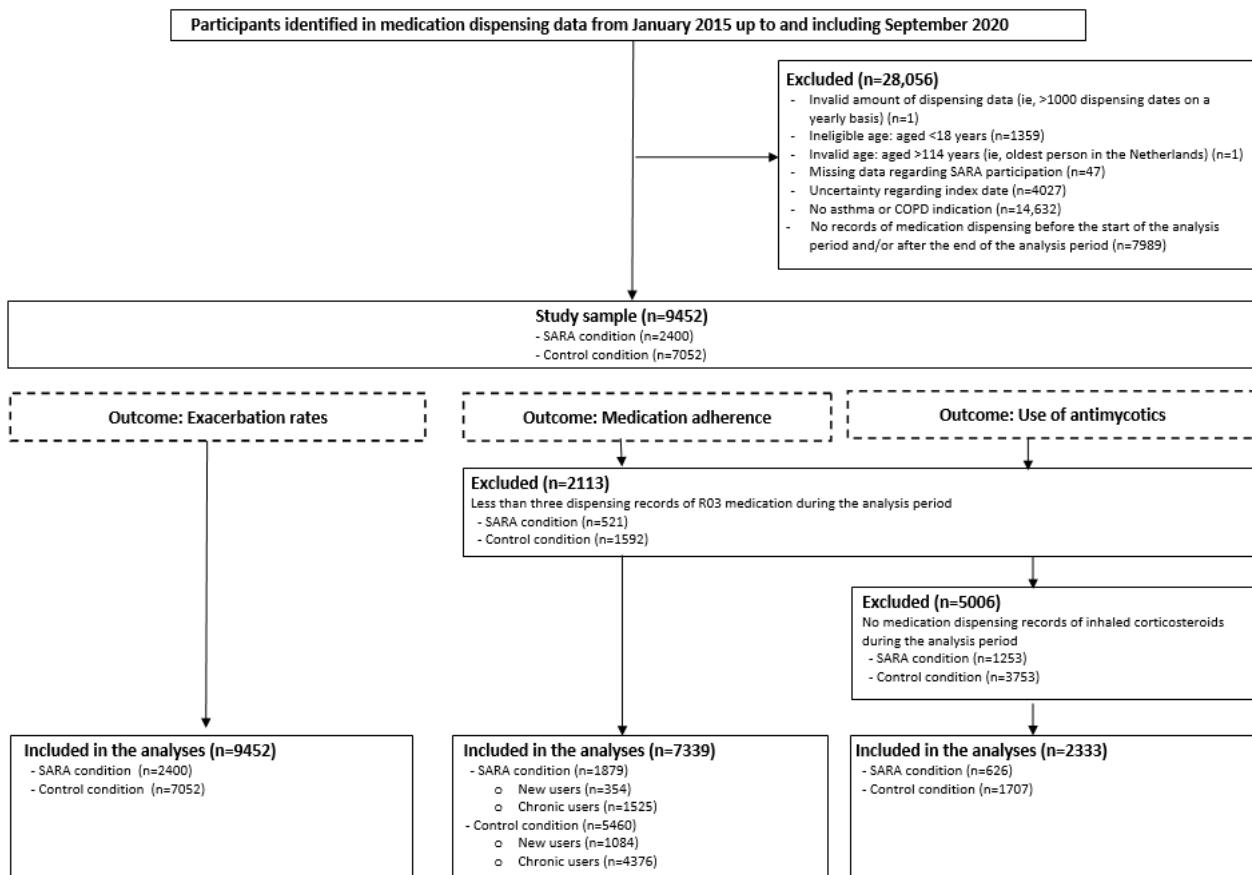 Participants identified in medication dispensing data from January 2015 up to and including September 2020
Excluded (n=28,056)
- Invalid amount of dispensing data (ie, >1000 dispensing dates on a
yearly basis) (n=1)
- Ineligible age: aged <18 years (n=1359)
- Invalid age: aged >114 years (ie, oldest person in the Netherlands) (n=1)
- Missing data regarding SARA participation (n=47)
- Uncertainty regarding index date (n=4027)
- No asthma or COPD indication (n=14,632)
- No records of medication dispensing before the start of the analysis
period and/or after the end of the analysis period (n=7989)
Study sample (n=9452)
- SARA condition (n=2400)
- Control condition (n=7052)
Outcome: Exacerbation rates
Outcome: Medication adherence
Outcome: Use of antimycotics
Excluded (n=2113)
Less than three dispensing records of R03 medication during the analysis period
- SARA condition (n=521)
- Control condition (n=1592)
Excluded (n=5006)
No medication dispensing records of inhaled corticosteroids
during the analysis period
- SARA condition (n=1253)
- Control condition (n=3753)
Included in the analyses (n=9452)
- SARA condition (n=2400)
- Control condition (n=7052)
Included in the analyses (n=7339)
- SARA condition (n=1879)
o New users (n=354)
o Chronic users (n=1525)
- Control condition (n=5460)
o New users (n=1084)
o Chronic users (n=4376)
Included in the analyses (n=2333)
- SARA condition (n=626)
- Control condition (n=1707)